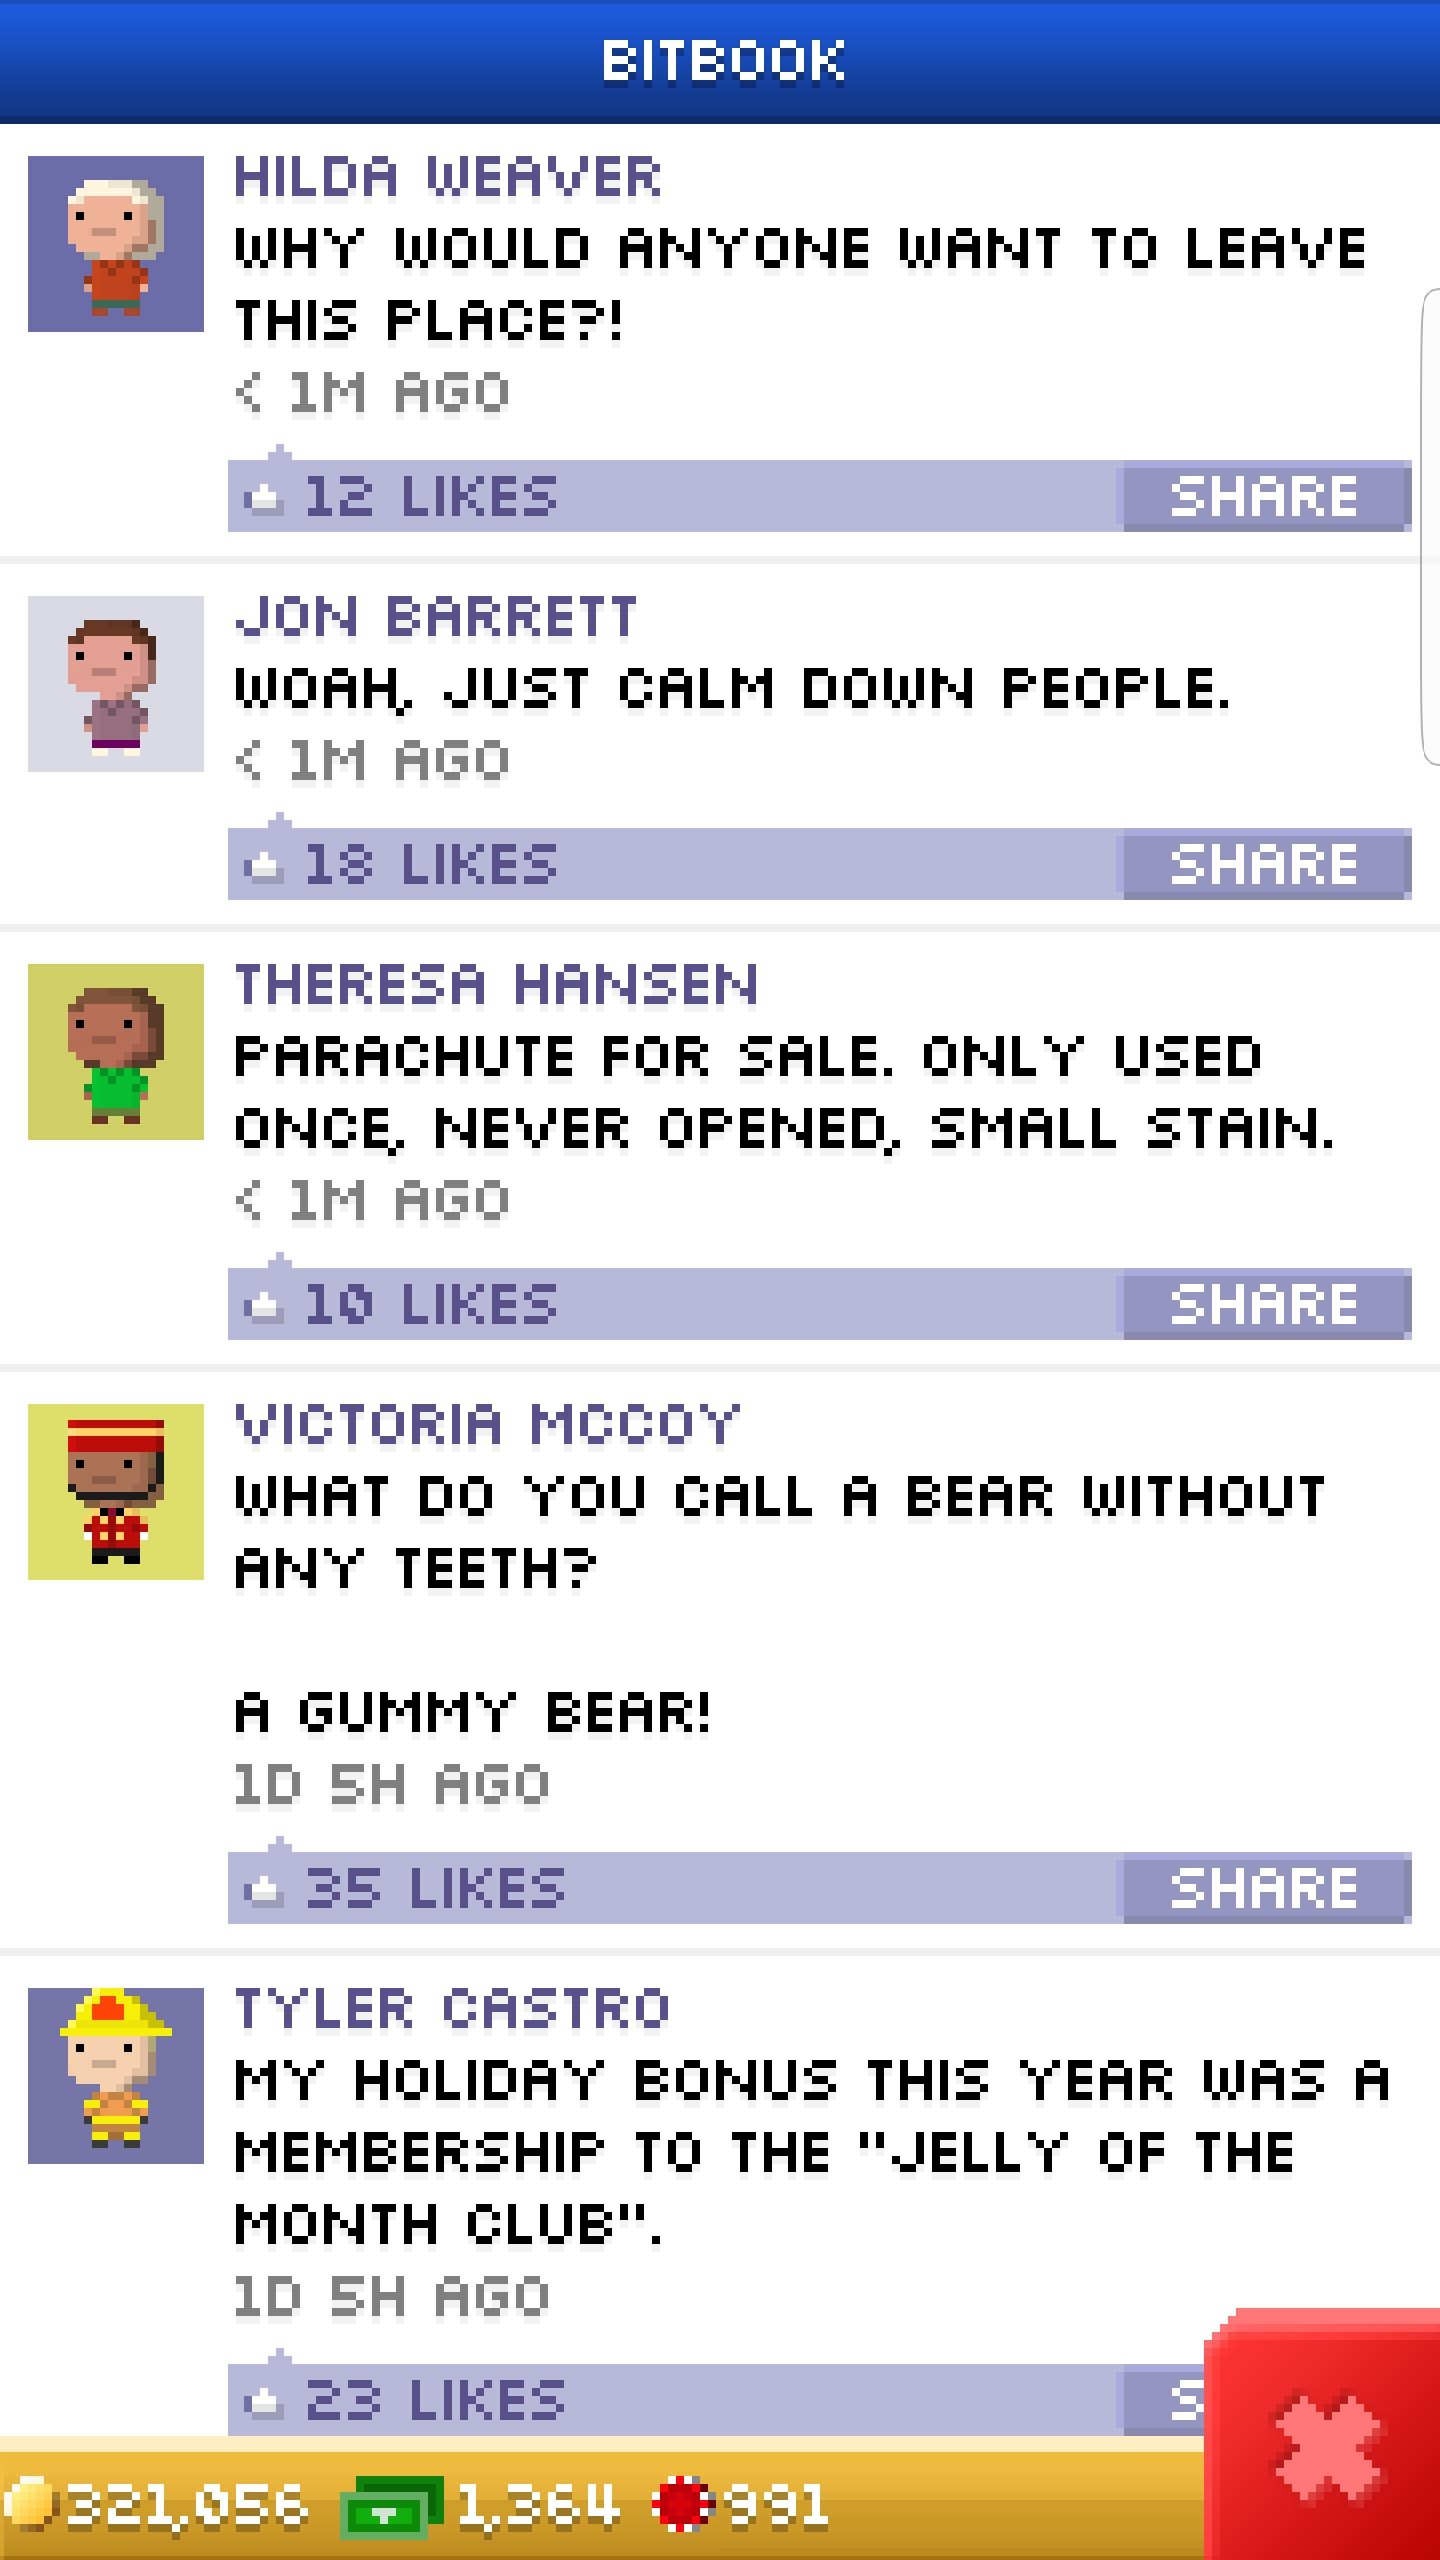 BITBOOK
HILDA WEAVER
WHY WOULD ANYONE WANT TO LEAVE
THIS PLACE?!
< 1M AGO
12 LIKES SHARE
JON BARRETT
WOAH, JUST CALM DOWN PEOPLE.
< 1M AGO
18 LIKES SHARE
THERESA HANSEN
PARACHUTE FOR SALE. ONLY USED
ONCE, NEVER OPENED, SMALL STAIN.
< 1M AGO
10 LIKES SHARE
VICTORIA MCCOY
WHAT DO YOU CALL A BEAR WITHOUT
ANY TEETH?
A GUMMY BEAR!
1D 5H AGO
35 LIKES SHARE
TYLER CASTRO
MY HOLIDAY BONUS THIS YEAR WAS A
MEMBERSHIP TO THE "JELLY OF THE
MONTH CLUB".
1D 5H AGO
23 LIKES S
321,056 1,364 991